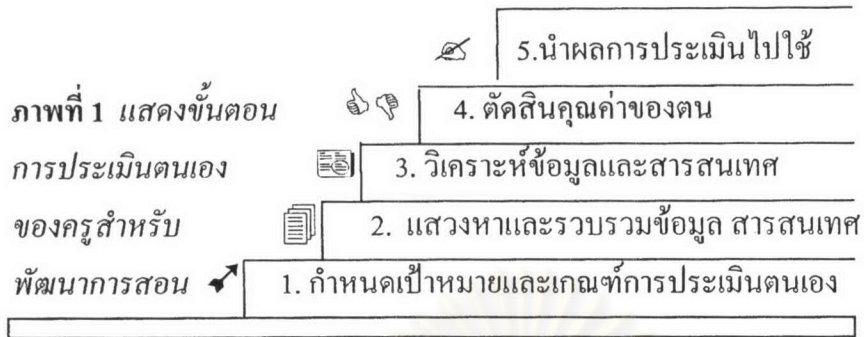 5.นำผลการประเมินไปใช้
ภาพที่ 1 แสดงขั้นตอน
4. ตัดสินคุณค่าของตน
การประเมินตนเอง
3. วิเคราะห์ข้อมูลและสารสนเทศ
ของครูสำหรับ
2. แสวงหาและรวบรวมข้อมูล สารสนเทศ
พัฒนาการสอน
1. กำหนดเป้าหมายและเกณฑ์การประเมินตนเอง